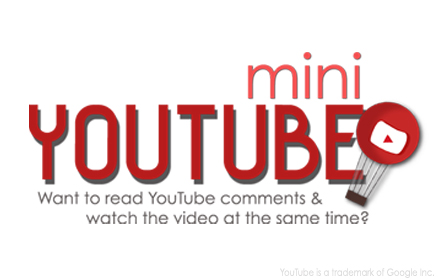 mini
YOUTUBE
Want to read YouTube comments &
watch the video at the same time?
YouTube is a trademark of Google Inc.